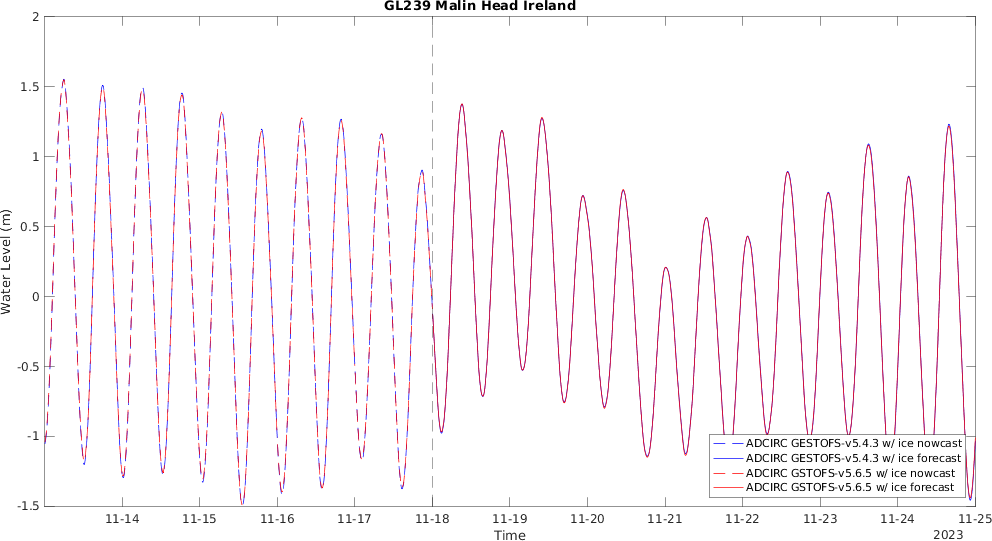 GL239 Malin Head Ireland
2
1.5
1
0.5
0
-0.5
-1
-1.5
Water Level (m)
ADCIRC GESTOFS-v5.4.3 w/ ice nowcast
ADCIRC GESTOFS-v5.4.3 w/ ice forecast
ADCIRC GSTOFS-v5.6.5 w/ ice nowcast
ADCIRC GSTOFS-v5.6.5 w/ ice forecast
11-14 11-15 11-16 11-17 11-18 11-19 11-20 11-21 11-22 11-23 11-24 11-25
Time
2023